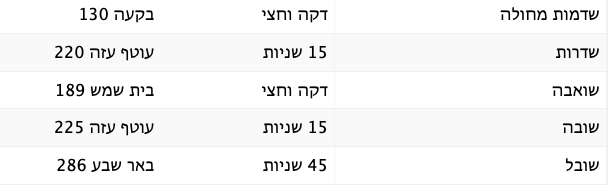 שדמות מחולה דקה וחצי בקעה 130
שדרות 15 שניות עוטף עזה 220
שואבה דקה וחצי בית שמש 189
שובה 15 שניות עוטף עזה 225
שובל 45 שניות באר שבע 286